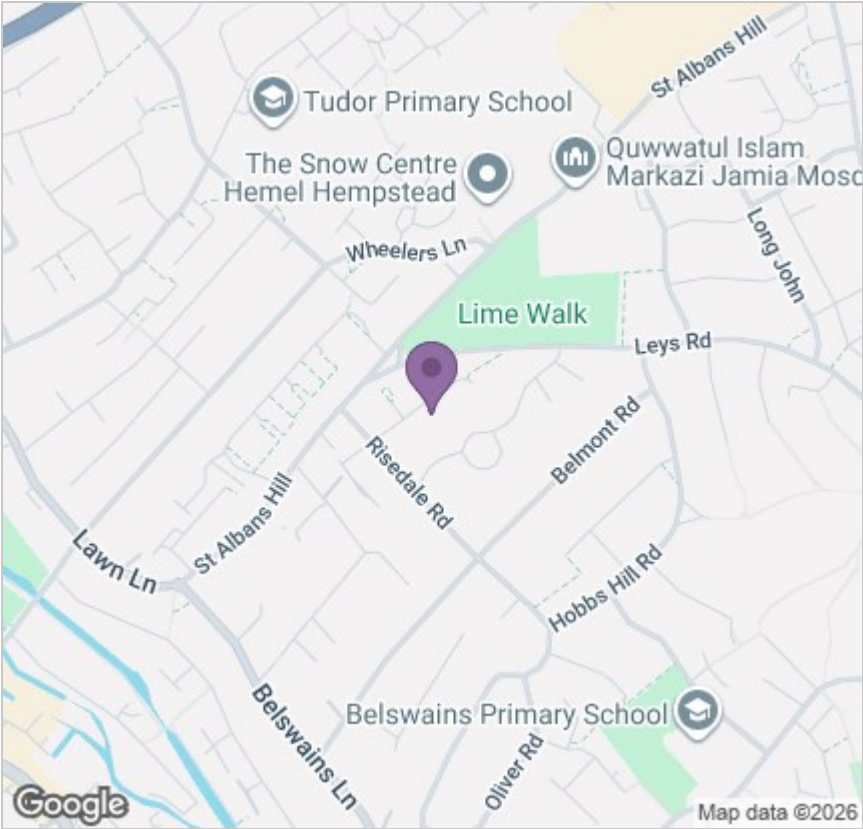 St Albans Hill
Tudor Primary School
Quwwatul Islam
Markazi Jamia Mosq
The Snow Centre
Hemel Hempstead
Long John
Wheelers Ln
Lime Walk
Leys Rd
Belmont Rd
Risedale Rd
St Albans Hill
Lawn Ln
Hobbs Hill Rd
Belswains Primary School
Belswains Ln
Oliver Rd
Google
Map data ©2026